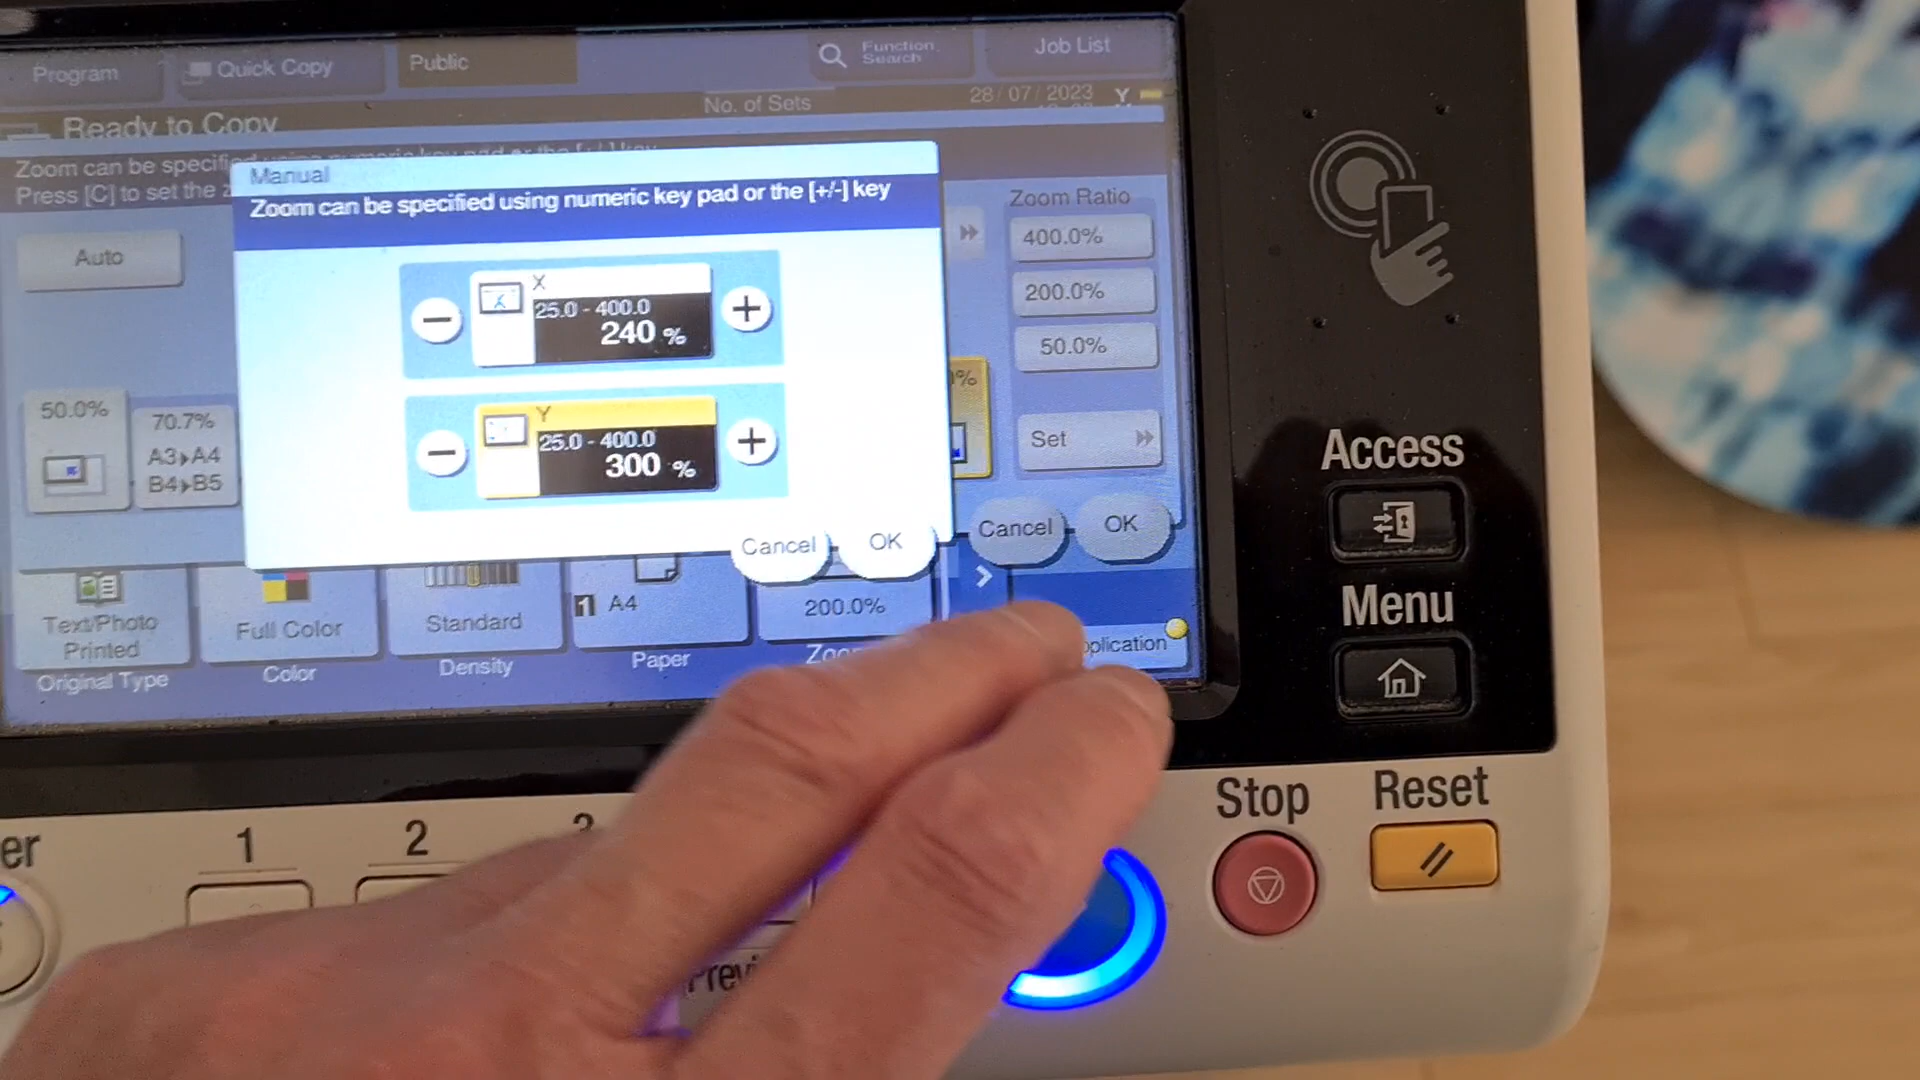 Program
Quick Copy
Public
Function Search
Job List
No. of Sets
28/07/2023
Y
Ready to Copy
Zoom can be specified using numeric key pad or the [+/-] key
Press [C] to set the z
Manual
Zoom can be specified using numeric key pad or the [+/-] key
Auto
X
25.0 - 400.0
240 %
Y
25.0 - 400.0
300 %
Cancel
OK
Zoom Ratio
400.0%
200.0%
50.0%
Set
Cancel
OK
50.0%
70.7%
A3▸A4
B4▸B5
Text/Photo
Printed
Original Type
Full Color
Color
Standard
Density
1 A4
Paper
200.0%
Zoo
pplication
Access
Menu
Stop
Reset
er
1
2
3
Previ